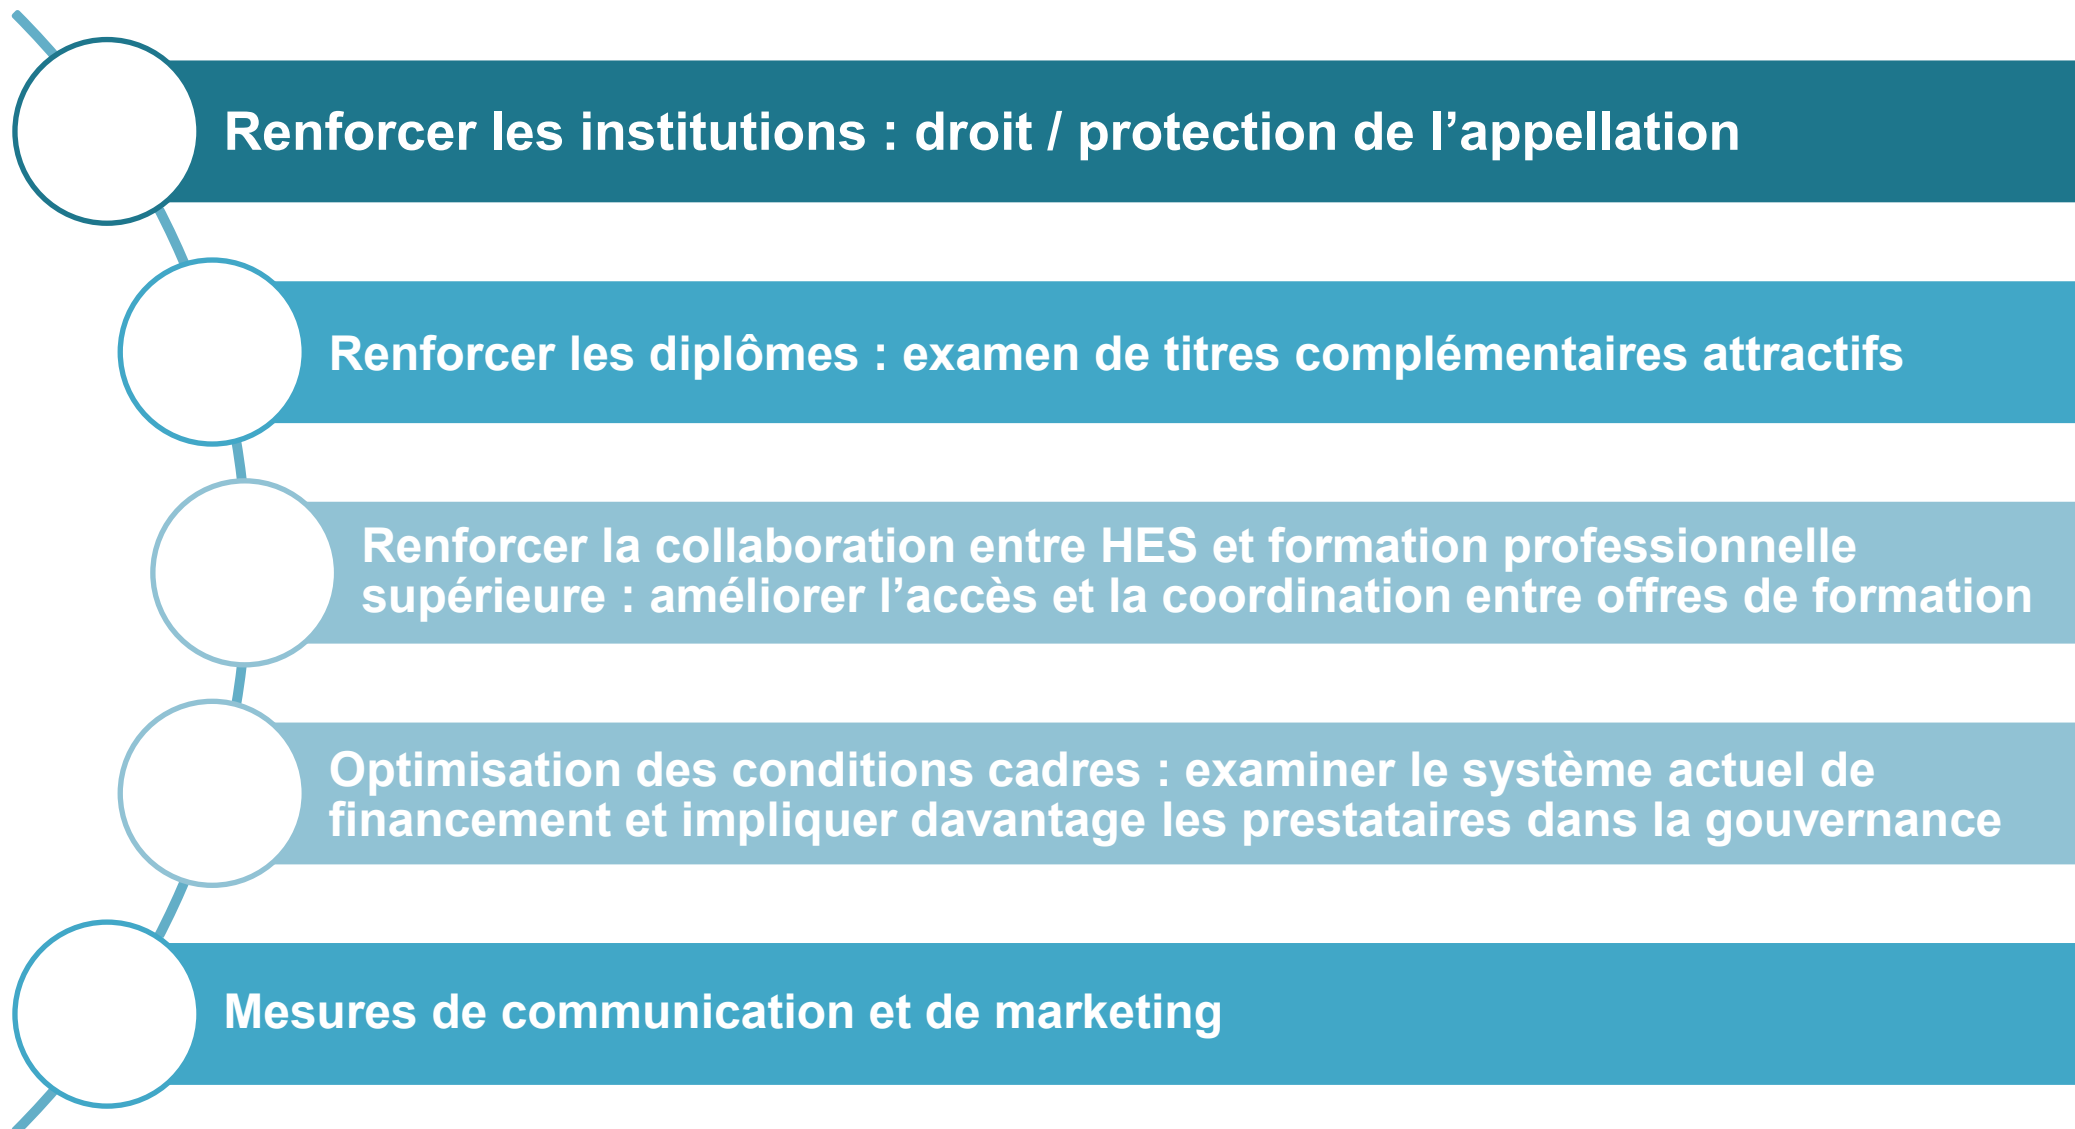 Renforcer les institutions : droit / protection de l’appellation
Renforcer les diplômes : examen de titres complémentaires attractifs
Renforcer la collaboration entre HES et formation professionnelle
supérieure : améliorer l’accès et la coordination entre offres de formation
Optimisation des conditions cadres : examiner le système actuel de
financement et impliquer davantage les prestataires dans la gouvernance
Mesures de communication et de marketing